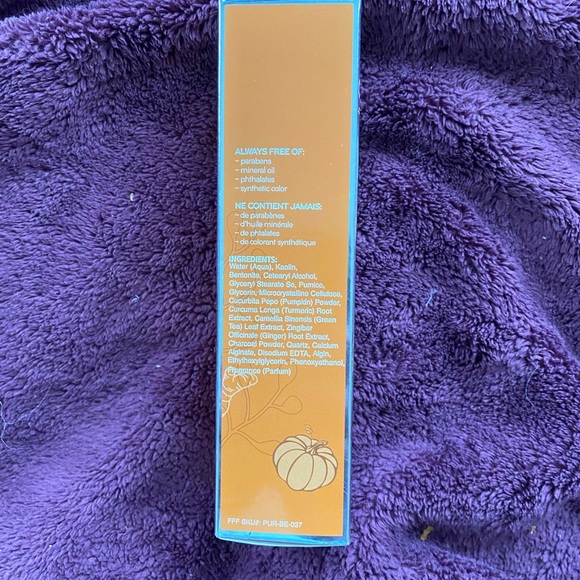 ALWAYS FREE OF:
- parabens
- mineral oil
- phthalates
- synthetic color
NE CONTIENT JAMAIS:
- de parabènes
- d'huile minérale
- de phtalates
- de colorant synthétique
INGREDIENTS:
Water (Aqua), Kaolin,
Bentonite, Cetearyl Alcohol,
Glyceryl Stearate Se, Pumice,
Glycerin, Microcrystalline Cellulose,
Cucurbita Pepo (Pumpkin) Powder,
Curcuma Longa (Turmeric) Root
Extract, Camellia Sinensis (Green
Tea) Leaf Extract, Zingiber
Officinale (Ginger) Root Extract,
Charcoal Powder, Quartz, Calcium
Alginate, Disodium EDTA, Algin,
Ethylhexylglycerin, Phenoxyethanol,
Fragrance (Parfum)
FFF SKU#: PUR-BE-037